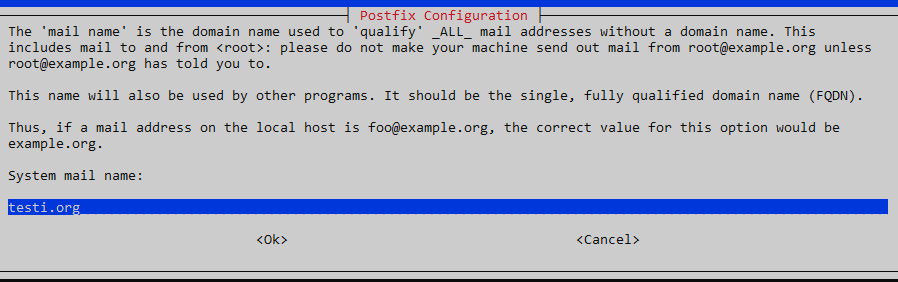 Postfix Configuration
The 'mail name' is the domain name used to 'qualify' _ALL_ mail addresses without a domain name. This
includes mail to and from <root>: please do not make your machine send out mail from root@example.org unless
root@example.org has told you to.
This name will also be used by other programs. It should be the single, fully qualified domain name (FQDN).
Thus, if a mail address on the local host is foo@example.org, the correct value for this option would be
example.org.
System mail name:
testi.org
<Ok> <Cancel>